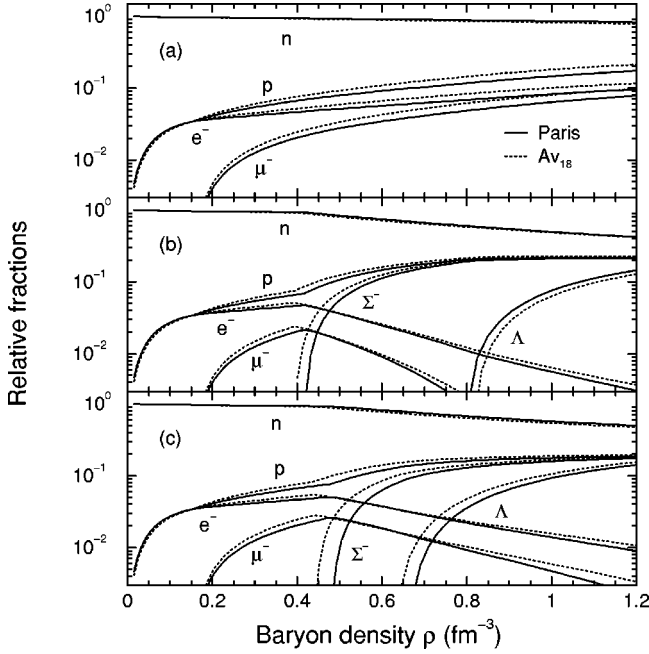 10⁰
(a)
n
10⁻¹
p
e⁻
Paris
10⁻²
μ⁻
Av₁₈
10⁰
(b)
n
Relative fractions
10⁻¹
p
Σ⁻
e⁻
10⁻²
μ⁻
Λ
10⁰
(c)
n
10⁻¹
p
e⁻
Λ
10⁻²
μ⁻
Σ⁻
0 0.2 0.4 0.6 0.8 1.0 1.2
Baryon density ρ (fm⁻³)